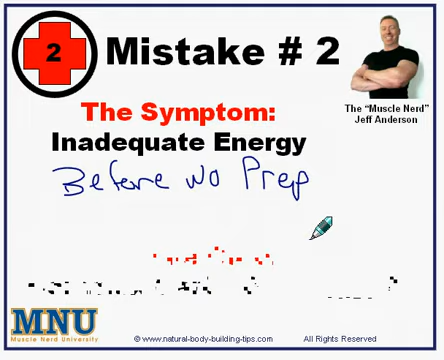 2
Mistake # 2
The "Muscle Nerd"
Jeff Anderson
The Symptom:
Inadequate Energy
Before No Prep
MNU
Muscle Nerd University
© www.natural-body-building-tips.com All Rights Reserved